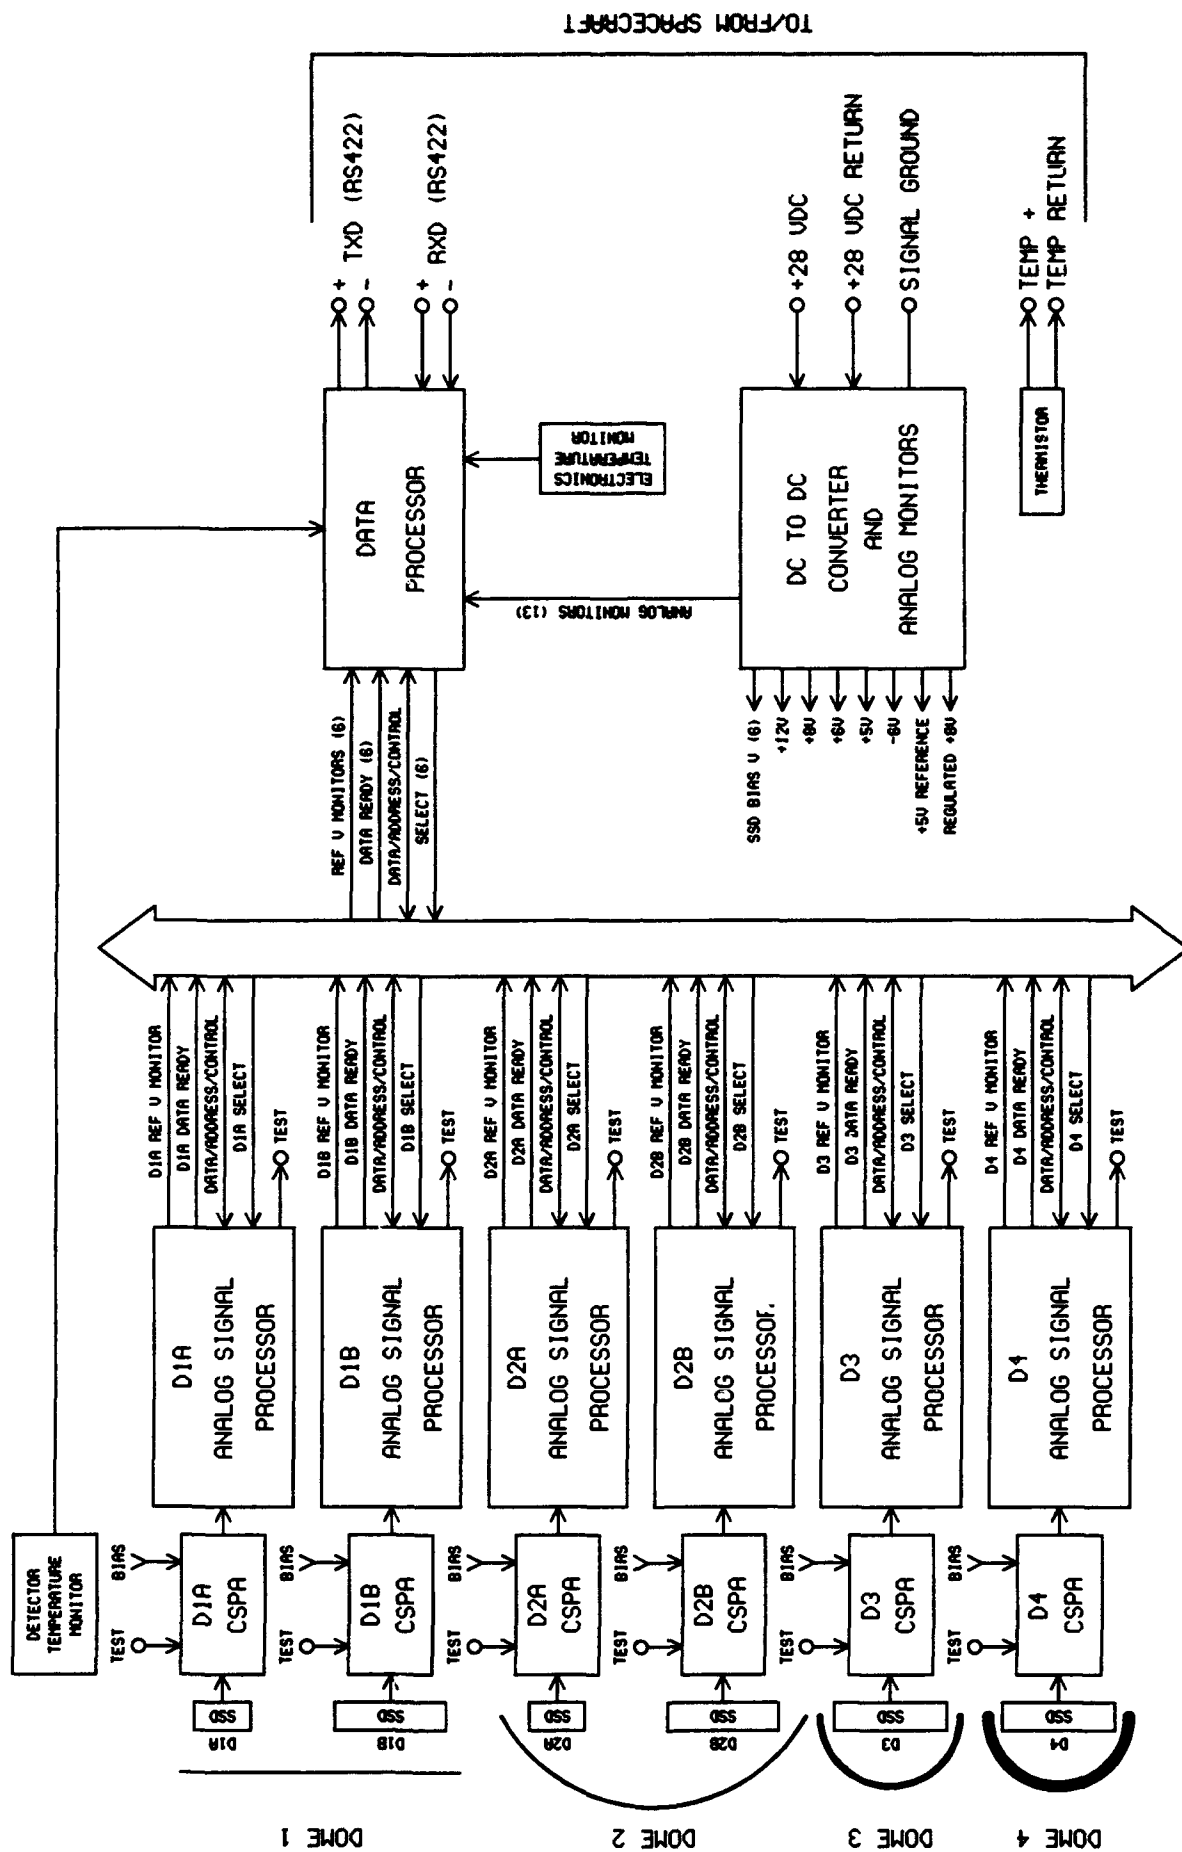 DETECTOR
TEMPERATURE
MONITOR
DOME 1
D1A
SSD
TEST
BIAS
D1A
CSPA
D1A
ANALOG SIGNAL
PROCESSOR
D1A REF V MONITOR
D1A DATA READY
DATA/ADDRESS/CONTROL
D1A SELECT
TEST
D1B
SSD
TEST
BIAS
D1B
CSPA
D1B
ANALOG SIGNAL
PROCESSOR
D1B REF V MONITOR
D1B DATA READY
DATA/ADDRESS/CONTROL
D1B SELECT
TEST
DOME 2
D2A
SSD
TEST
BIAS
D2A
CSPA
D2A
ANALOG SIGNAL
PROCESSOR
D2A REF V MONITOR
D2A DATA READY
DATA/ADDRESS/CONTROL
D2A SELECT
TEST
D2B
SSD
TEST
BIAS
D2B
CSPA
D2B
ANALOG SIGNAL
PROCESSOR
D2B REF V MONITOR
D2B DATA READY
DATA/ADDRESS/CONTROL
D2B SELECT
TEST
DOME 3
D3
SSD
TEST
BIAS
D3
CSPA
D3
ANALOG SIGNAL
PROCESSOR
D3 REF V MONITOR
D3 DATA READY
DATA/ADDRESS/CONTROL
D3 SELECT
TEST
DOME 4
D4
SSD
TEST
BIAS
D4
CSPA
D4
ANALOG SIGNAL
PROCESSOR
D4 REF V MONITOR
D4 DATA READY
DATA/ADDRESS/CONTROL
D4 SELECT
TEST
REF V MONITORS (6)
DATA READY (6)
DATA/ADDRESS/CONTROL
SELECT (6)
DATA
PROCESSOR
+
TXD (RS422)
-
+
RXD (RS422)
-
ELECTRONICS
TEMPERATURE
MONITOR
ANALOG MONITORS (13)
SSD BIAS V (6)
+12V
+8V
+6V
+5V
-6V
+5V REFERENCE
REGULATED +8V
DC TO DC
CONVERTER
AND
ANALOG MONITORS
+28 VDC
+28 VDC RETURN
SIGNAL GROUND
THERMISTOR
TEMP +
TEMP RETURN
TO/FROM SPACECRAFT